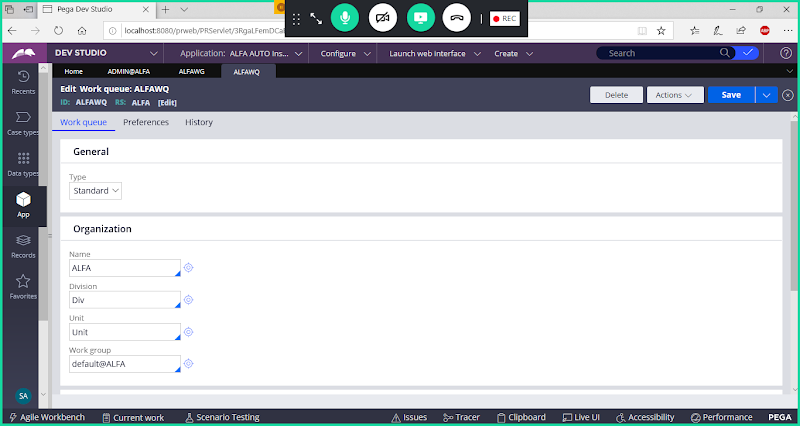 Pega Dev Studio
REC
localhost:8080/prweb/PRServlet/3RgaLFemDCa
ABP
DEV STUDIO
Application: ALFA AUTO Ins...
Configure
Launch web interface
Create
Search
Home
ADMIN@ALFA
ALFAWG
ALFAWQ
Recents
Case types
Data types
App
Records
Favorites
SA
Edit Work queue: ALFAWQ
ID: ALFAWQ RS: ALFA [Edit]
Delete
Actions
Save
Work queue
Preferences
History
General
Type
Standard
Organization
Name
ALFA
Division
Div
Unit
Unit
Work group
default@ALFA
Agile Workbench
Current work
Scenario Testing
Issues
Tracer
Clipboard
Live UI
Accessibility
Performance
PEGA